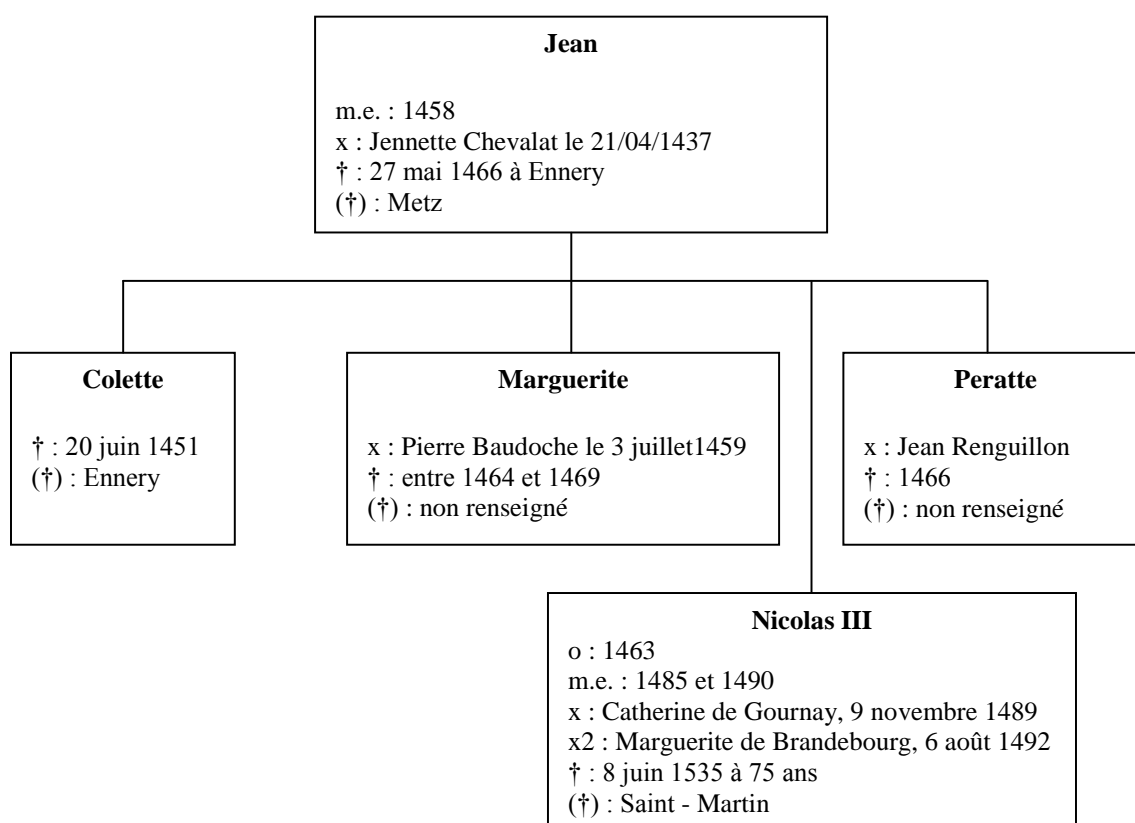 Jean
m.e. : 1458
x : Jennette Chevalat le 21/04/1437
† : 27 mai 1466 à Ennery
(†) : Metz
Colette
† : 20 juin 1451
(†) : Ennery
Marguerite
x : Pierre Baudoche le 3 juillet1459
† : entre 1464 et 1469
(†) : non renseigné
Peratte
x : Jean Renguillon
† : 1466
(†) : non renseigné
Nicolas III
o : 1463
m.e. : 1485 et 1490
x : Catherine de Gournay, 9 novembre 1489
x2 : Marguerite de Brandebourg, 6 août 1492
† : 8 juin 1535 à 75 ans
(†) : Saint - Martin